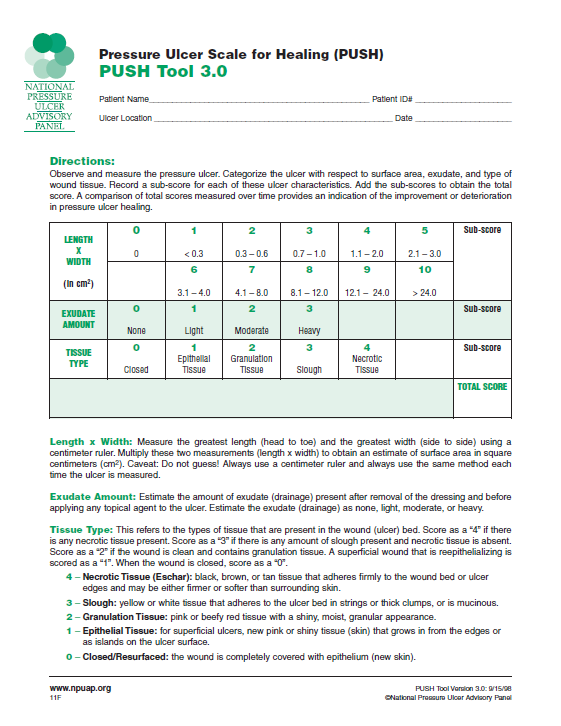 Pressure Ulcer Scale for Healing (PUSH)
PUSH Tool 3.0
NATIONAL
PRESSURE
ULCER
ADVISORY
PANEL
Patient Name Patient ID#
Ulcer Location Date
Directions:
Observe and measure the pressure ulcer. Categorize the ulcer with respect to surface area, exudate, and type of
wound tissue. Record a sub-score for each of these ulcer characteristics. Add the sub-scores to obtain the total
score. A comparison of total scores measured over time provides an indication of the improvement or deterioration
in pressure ulcer healing.
LENGTH
X
WIDTH
(in cm²)
0 1 2 3 4 5 Sub-score
0 < 0.3 0.3 – 0.6 0.7 – 1.0 1.1 – 2.0 2.1 – 3.0
6 7 8 9 10
3.1 – 4.0 4.1 – 8.0 8.1 – 12.0 12.1 – 24.0 > 24.0
EXUDATE
AMOUNT
0 1 2 3 Sub-score
None Light Moderate Heavy
TISSUE
TYPE
0 1 2 3 4 Sub-score
Closed Epithelial Tissue Granulation Tissue Slough Necrotic Tissue
TOTAL SCORE
Length x Width: Measure the greatest length (head to toe) and the greatest width (side to side) using a
centimeter ruler. Multiply these two measurements (length x width) to obtain an estimate of surface area in square
centimeters (cm²). Caveat: Do not guess! Always use a centimeter ruler and always use the same method each
time the ulcer is measured.
Exudate Amount: Estimate the amount of exudate (drainage) present after removal of the dressing and before
applying any topical agent to the ulcer. Estimate the exudate (drainage) as none, light, moderate, or heavy.
Tissue Type: This refers to the types of tissue that are present in the wound (ulcer) bed. Score as a “4” if there
is any necrotic tissue present. Score as a “3” if there is any amount of slough present and necrotic tissue is absent.
Score as a “2” if the wound is clean and contains granulation tissue. A superficial wound that is reepithelializing is
scored as a “1”. When the wound is closed, score as a “0”.
4 – Necrotic Tissue (Eschar): black, brown, or tan tissue that adheres firmly to the wound bed or ulcer
edges and may be either firmer or softer than surrounding skin.
3 – Slough: yellow or white tissue that adheres to the ulcer bed in strings or thick clumps, or is mucinous.
2 – Granulation Tissue: pink or beefy red tissue with a shiny, moist, granular appearance.
1 – Epithelial Tissue: for superficial ulcers, new pink or shiny tissue (skin) that grows in from the edges or
as islands on the ulcer surface.
0 – Closed/Resurfaced: the wound is completely covered with epithelium (new skin).
www.npuap.org
11F
PUSH Tool Version 3.0: 9/15/98
©National Pressure Ulcer Advisory Panel